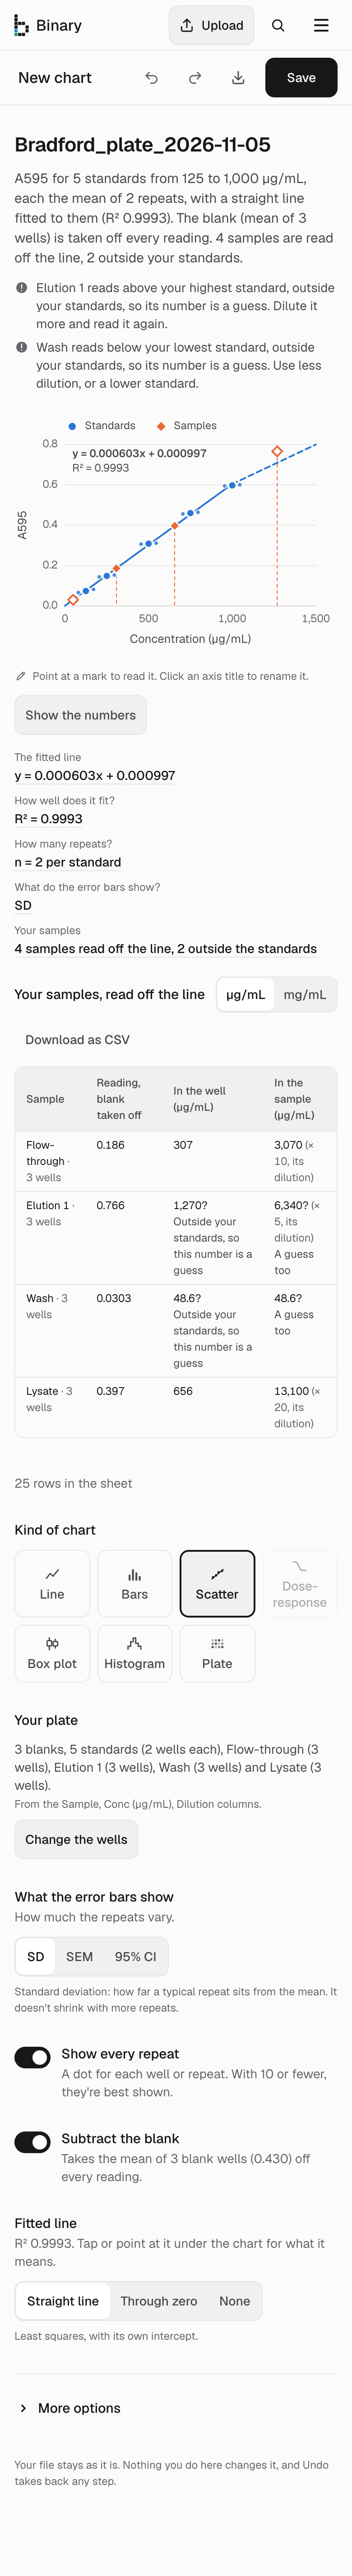 Binary
Upload
New chart
Save
Bradford_plate_2026-11-05
A595 for 5 standards from 125 to 1,000 µg/mL,
each the mean of 2 repeats, with a straight line
fitted to them (R² 0.9993). The blank (mean of 3
wells) is taken off every reading. 4 samples are read
off the line, 2 outside your standards.
Elution 1 reads above your highest standard, outside
your standards, so its number is a guess. Dilute it
more and read it again.
Wash reads below your lowest standard, outside
your standards, so its number is a guess. Use less
dilution, or a lower standard.
Standards
Samples
y = 0.000603x + 0.000997
R² = 0.9993
0.8
0.6
0.4
0.2
0.0
A595
0
500
1,000
1,500
Concentration (µg/mL)
Point at a mark to read it. Click an axis title to rename it.
Show the numbers
The fitted line
y = 0.000603x + 0.000997
How well does it fit?
R² = 0.9993
How many repeats?
n = 2 per standard
What do the error bars show?
SD
Your samples
4 samples read off the line, 2 outside the standards
Your samples, read off the line
µg/mL
mg/mL
Download as CSV
Sample
Reading,
blank
taken off
In the well
(µg/mL)
In the
sample
(µg/mL)
Flow-
through ·
3 wells
0.186
307
3,070 (×
10, its
dilution)
Elution 1 ·
3 wells
0.766
1,270?
Outside your
standards, so
this number is a
guess
6,340? (×
5, its
dilution)
A guess
too
Wash · 3
wells
0.0303
48.6?
Outside your
standards, so
this number is a
guess
48.6?
A guess
too
Lysate · 3
wells
0.397
656
13,100 (×
20, its
dilution)
25 rows in the sheet
Kind of chart
Line
Bars
Scatter
Dose-
response
Box plot
Histogram
Plate
Your plate
3 blanks, 5 standards (2 wells each), Flow-through (3
wells), Elution 1 (3 wells), Wash (3 wells) and Lysate (3
wells).
From the Sample, Conc (µg/mL), Dilution columns.
Change the wells
What the error bars show
How much the repeats vary.
SD
SEM
95% CI
Standard deviation: how far a typical repeat sits from the mean. It
doesn't shrink with more repeats.
Show every repeat
A dot for each well or repeat. With 10 or fewer,
they're best shown.
Subtract the blank
Takes the mean of 3 blank wells (0.430) off
every reading.
Fitted line
R² 0.9993. Tap or point at it under the chart for what it
means.
Straight line
Through zero
None
Least squares, with its own intercept.
More options
Your file stays as it is. Nothing you do here changes it, and Undo
takes back any step.